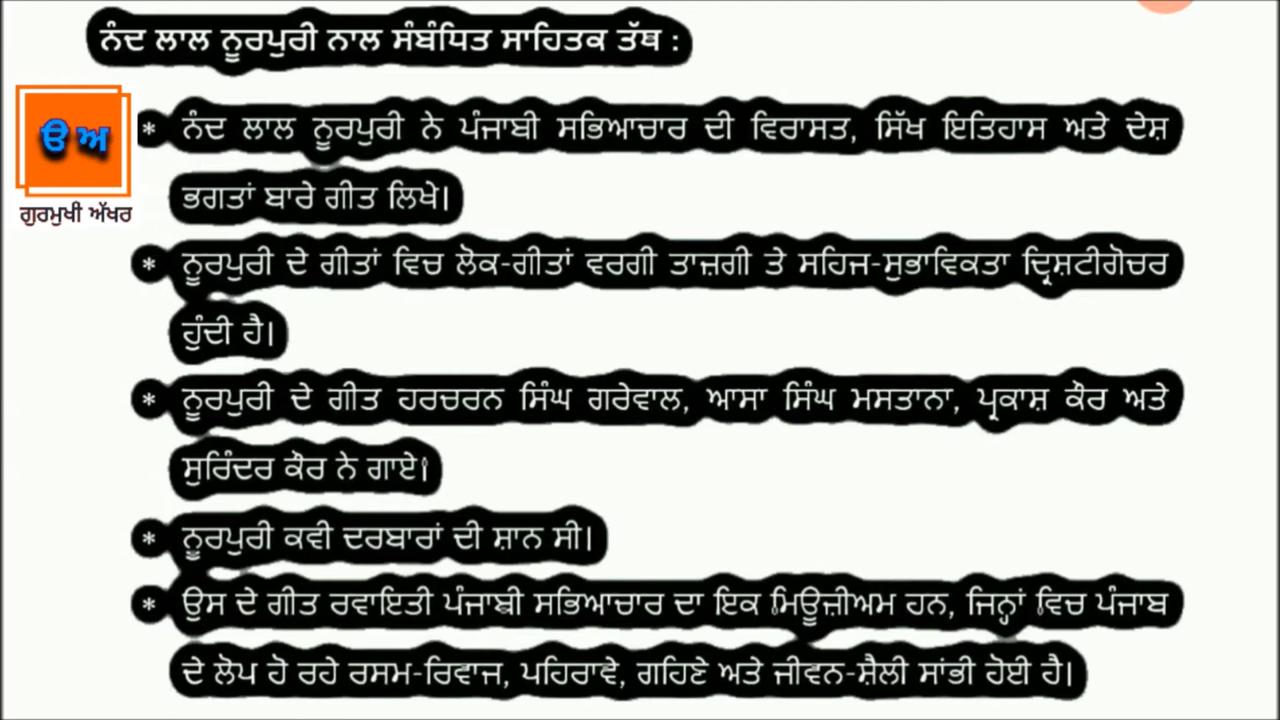 ਨੰਦ ਲਾਲ ਨੂਰਪੁਰੀ ਨਾਲ ਸੰਬੰਧਿਤ ਸਾਹਿਤਕ ਤੱਥ :
ੳ ਅ
ਗੁਰਮੁਖੀ ਅੱਖਰ
* ਨੰਦ ਲਾਲ ਨੂਰਪੁਰੀ ਨੇ ਪੰਜਾਬੀ ਸਭਿਆਚਾਰ ਦੀ ਵਿਰਾਸਤ, ਸਿੱਖ ਇਤਿਹਾਸ ਅਤੇ ਦੇਸ਼
ਭਗਤਾਂ ਬਾਰੇ ਗੀਤ ਲਿਖੇ।
* ਨੂਰਪੁਰੀ ਦੇ ਗੀਤਾਂ ਵਿਚ ਲੋਕ-ਗੀਤਾਂ ਵਰਗੀ ਤਾਜ਼ਗੀ ਤੇ ਸਹਿਜ-ਸੁਭਾਵਿਕਤਾ ਦ੍ਰਿਸ਼ਟੀਗੋਚਰ
ਹੁੰਦੀ ਹੈ।
* ਨੂਰਪੁਰੀ ਦੇ ਗੀਤ ਹਰਚਰਨ ਸਿੰਘ ਗਰੇਵਾਲ, ਆਸਾ ਸਿੰਘ ਮਸਤਾਨਾ, ਪ੍ਰਕਾਸ਼ ਕੌਰ ਅਤੇ
ਸੁਰਿੰਦਰ ਕੌਰ ਨੇ ਗਾਏ।
* ਨੂਰਪੁਰੀ ਕਵੀ ਦਰਬਾਰਾਂ ਦੀ ਸ਼ਾਨ ਸੀ।
* ਉਸ ਦੇ ਗੀਤ ਰਵਾਇਤੀ ਪੰਜਾਬੀ ਸਭਿਆਚਾਰ ਦਾ ਇਕ ਮਿਊਜ਼ੀਅਮ ਹਨ, ਜਿਨ੍ਹਾਂ ਵਿਚ ਪੰਜਾਬ
ਦੇ ਲੋਪ ਹੋ ਰਹੇ ਰਸਮ-ਰਿਵਾਜ, ਪਹਿਰਾਵੇ, ਗਹਿਣੇ ਅਤੇ ਜੀਵਨ-ਸ਼ੈਲੀ ਸਾਂਭੀ ਹੋਈ ਹੈ।